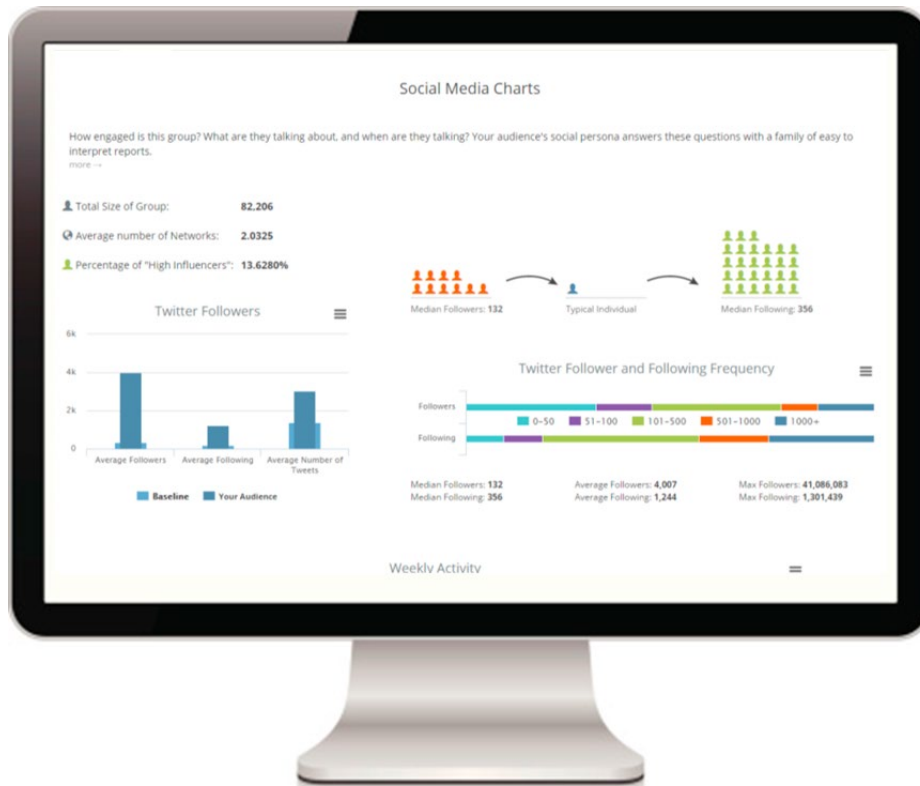 Social Media Charts
How engaged is this group? What are they talking about, and when are they talking? Your audience's social persona answers these questions with a family of easy to
interpret reports.
more →
Total Size of Group: 82,206
Average number of Networks: 2.0325
Percentage of "High Influencers": 13.6280%
Median Followers: 132
Typical Individual
Median Following: 356
Twitter Followers
6k
4k
2k
0
Average Followers
Average Following
Average Number of
Tweets
Baseline
Your Audience
Twitter Follower and Following Frequency
Followers
0-50
51-100
101-500
501-1000
1000+
Following
Median Followers: 132
Median Following: 356
Average Followers: 4,007
Average Following: 1,244
Max Followers: 41,086,083
Max Following: 1,301,439
Weekly Activity